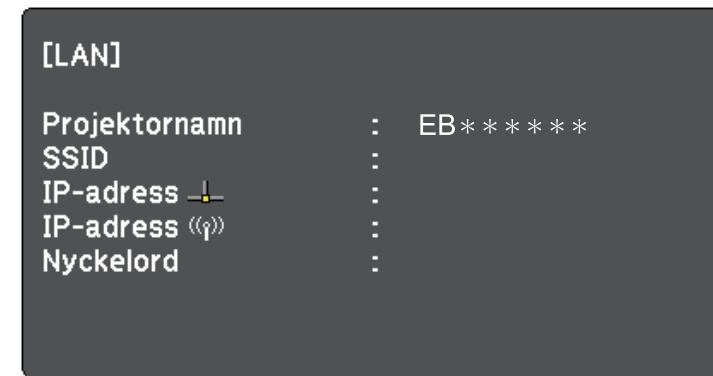 [LAN]
Projektornamn : EB******
SSID :
IP-adress :
IP-adress :
Nyckelord :